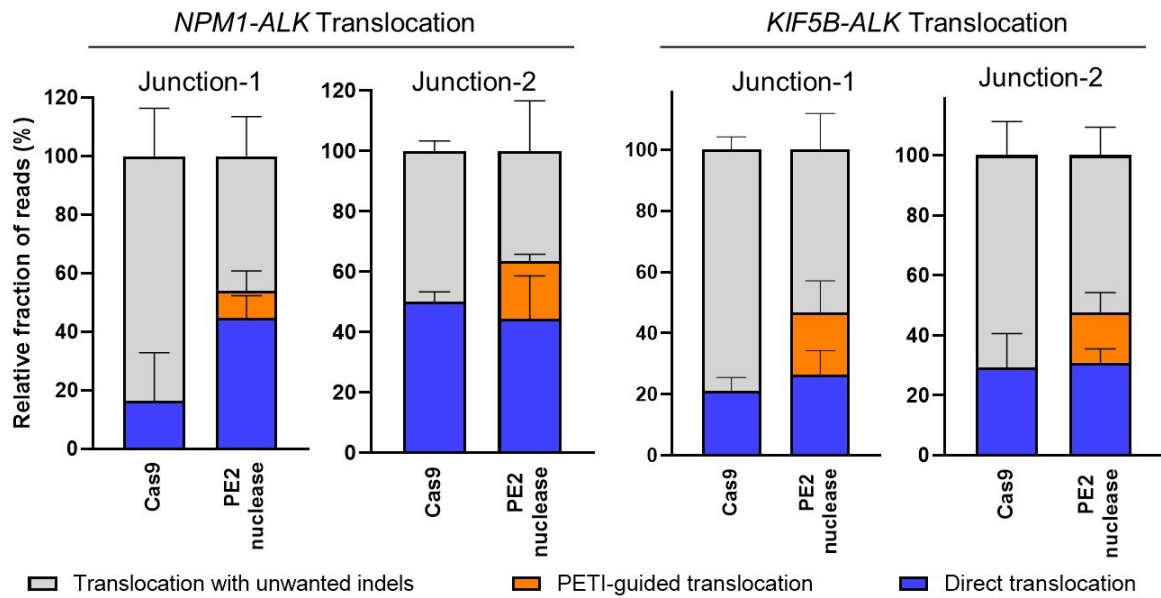 NPM1-ALK Translocation
KIF5B-ALK Translocation
Junction-1
Junction-2
Junction-1
Junction-2
Relative fraction of reads (%)
120
100
80
60
40
20
0
120
100
80
60
40
20
0
100
80
60
40
20
0
100
80
60
40
20
0
Cas9
PE2
nuclease
Cas9
PE2
nuclease
Cas9
PE2
nuclease
Cas9
PE2
nuclease
Translocation with unwanted indels
PETI-guided translocation
Direct translocation